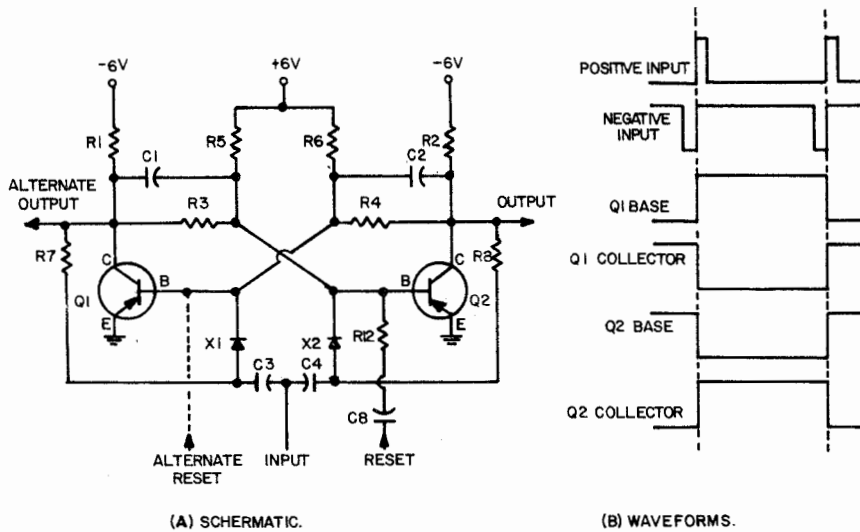 -6V
+6V
-6V
R1
R5
R6
R2
C1
C2
ALTERNATE
OUTPUT
OUTPUT
R3
R4
R7
R8
C
C
Q1
B
B
Q2
E
E
X1
X2
R12
C3
C4
C8
ALTERNATE
RESET
INPUT
RESET
(A) SCHEMATIC.
POSITIVE INPUT
NEGATIVE
INPUT
Q1 BASE
Q1 COLLECTOR
Q2 BASE
Q2 COLLECTOR
(B) WAVEFORMS.